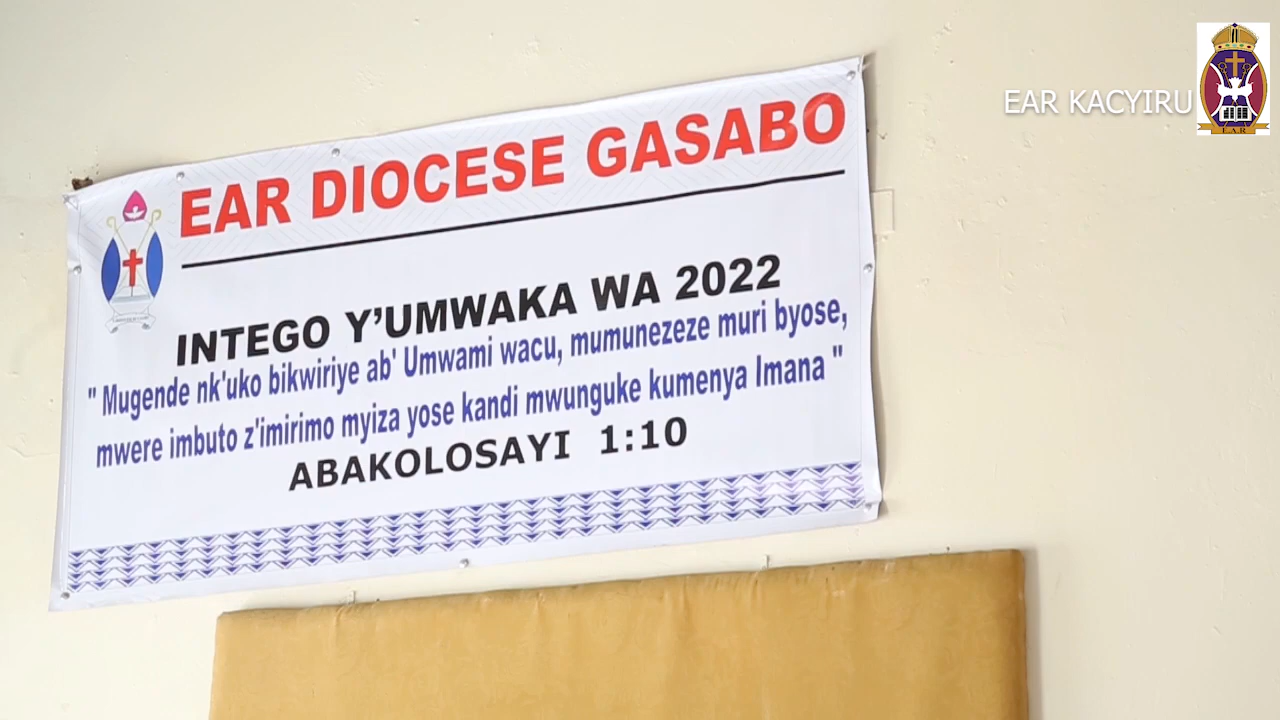 EAR KACYIRU
E.A.R
EAR DIOCESE GASABO
INTEGO Y'UMWAKA WA 2022
" Mugende nk'uko bikwiriye ab' Umwami wacu, mumunezeze muri byose,
mwere imbuto z'imirimo myiza yose kandi mwunguke kumenya Imana "
ABAKOLOSAYI 1:10